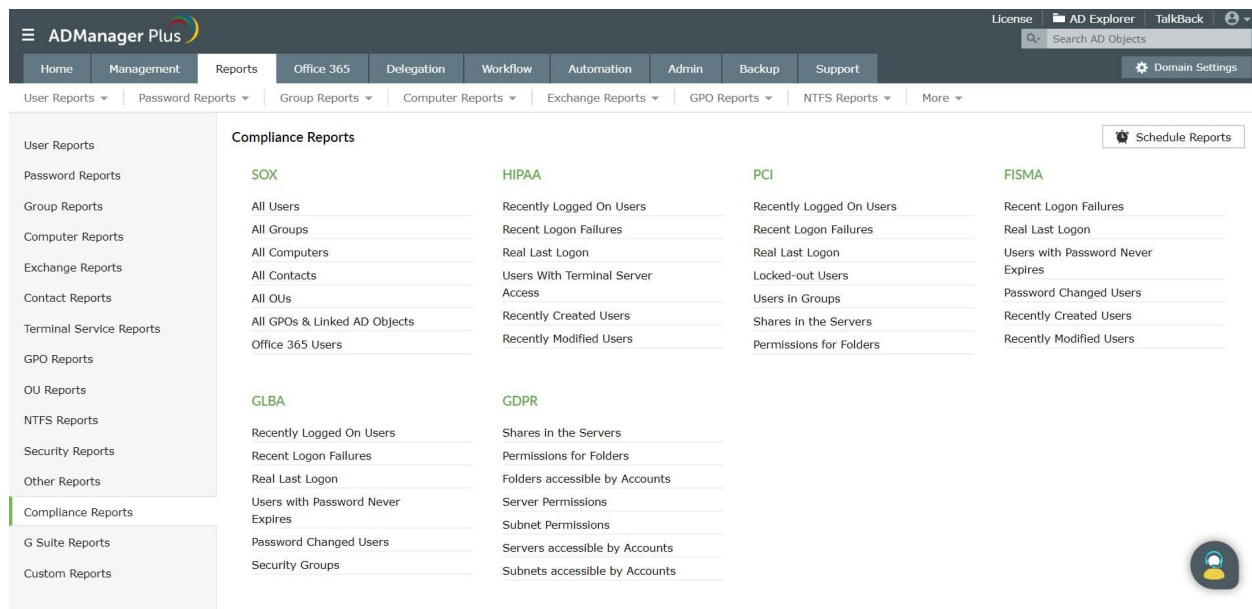 License AD Explorer TalkBack
ADManager Plus
Search AD Objects
Home Management Reports Office 365 Delegation Workflow Automation Admin Backup Support Domain Settings
User Reports Password Reports Group Reports Computer Reports Exchange Reports GPO Reports NTFS Reports More
User Reports
Password Reports
Group Reports
Computer Reports
Exchange Reports
Contact Reports
Terminal Service Reports
GPO Reports
OU Reports
NTFS Reports
Security Reports
Other Reports
Compliance Reports
G Suite Reports
Custom Reports
Compliance Reports
Schedule Reports
SOX
All Users
All Groups
All Computers
All Contacts
All OUs
All GPOs & Linked AD Objects
Office 365 Users
HIPAA
Recently Logged On Users
Recent Logon Failures
Real Last Logon
Users With Terminal Server
Access
Recently Created Users
Recently Modified Users
PCI
Recently Logged On Users
Recent Logon Failures
Real Last Logon
Locked-out Users
Users in Groups
Shares in the Servers
Permissions for Folders
FISMA
Recent Logon Failures
Real Last Logon
Users with Password Never
Expires
Password Changed Users
Recently Created Users
Recently Modified Users
GLBA
Recently Logged On Users
Recent Logon Failures
Real Last Logon
Users with Password Never
Expires
Password Changed Users
Security Groups
GDPR
Shares in the Servers
Permissions for Folders
Folders accessible by Accounts
Server Permissions
Subnet Permissions
Servers accessible by Accounts
Subnets accessible by Accounts